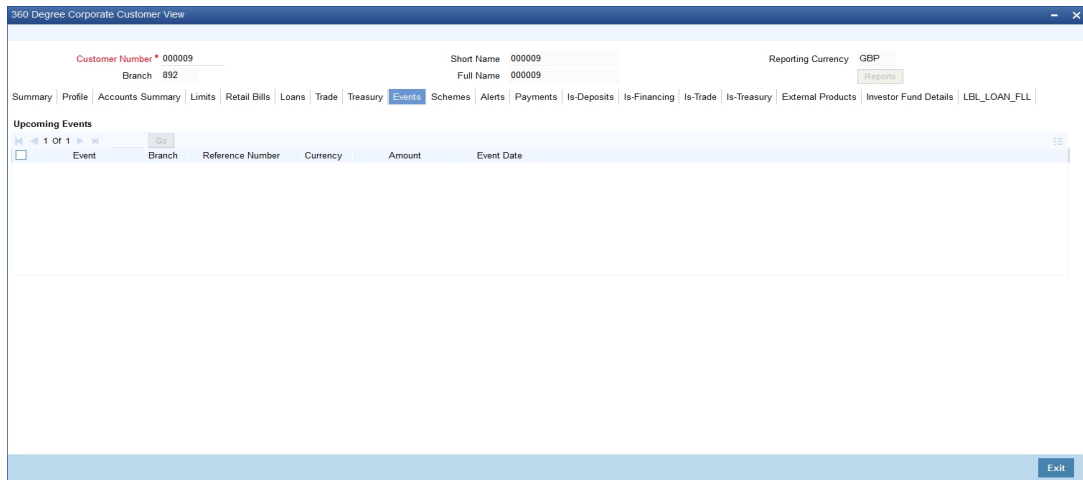 360 Degree Corporate Customer View
Customer Number * 000009 Short Name 000009 Reporting Currency GBP
Branch 892 Full Name 000009 Reports
Summary Profile Accounts Summary Limits Retail Bills Loans Trade Treasury Events Schemes Alerts Payments Is-Deposits Is-Financing Is-Trade Is-Treasury External Products Investor Fund Details LBL_LOAN_FLL
Upcoming Events
1 Of 1 Go
Event Branch Reference Number Currency Amount Event Date
Exit